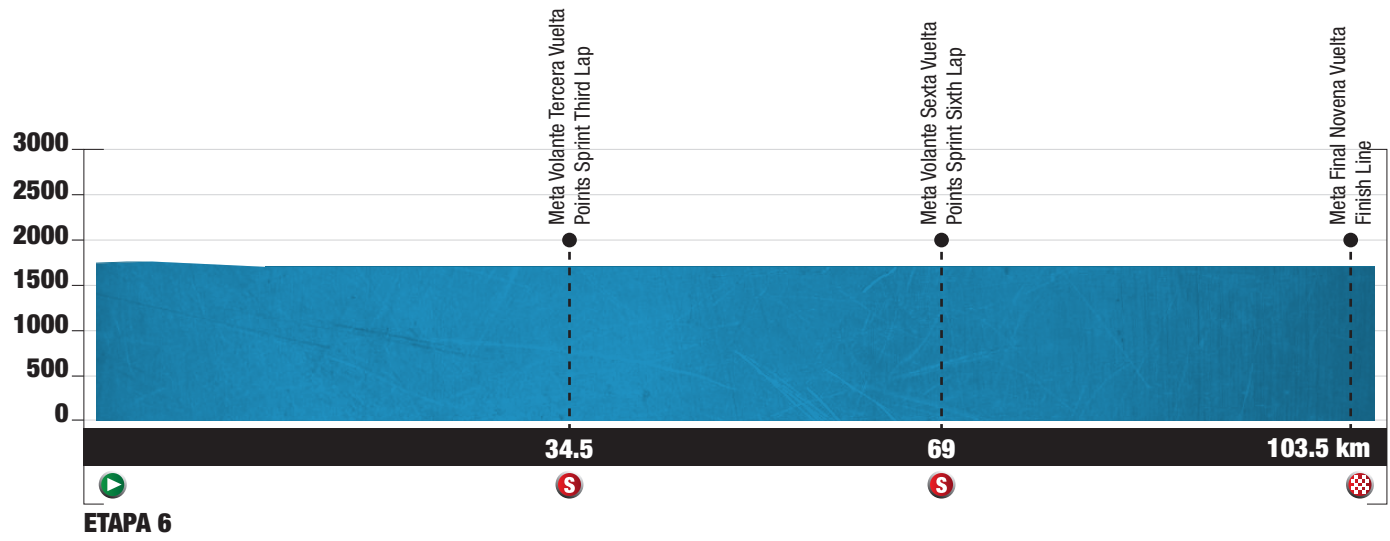 Meta Volante Tercera Vuelta
Points Sprint Third Lap
Meta Volante Sexta Vuelta
Points Sprint Sixth Lap
Meta Final Novena Vuelta
Finish Line
3000
2500
2000
1500
1000
500
0
34.5
69
103.5 km
S
S
ETAPA 6